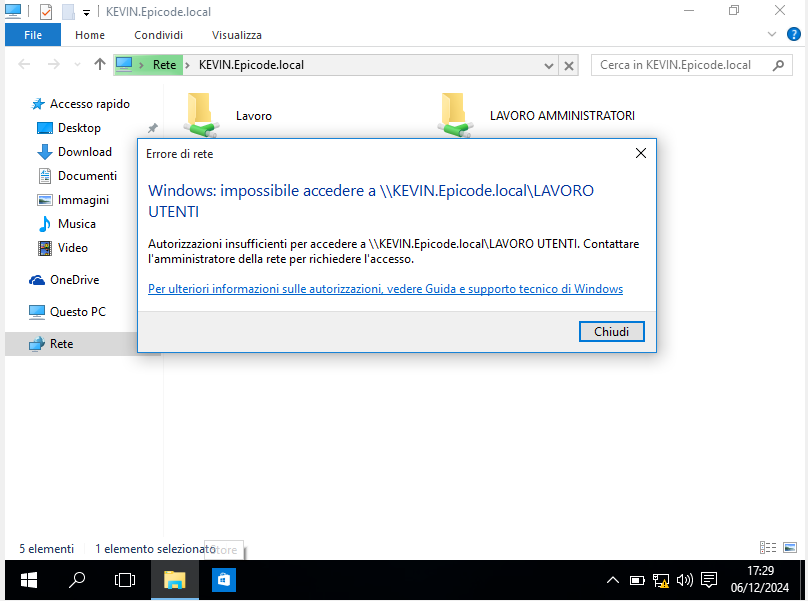 KEVIN.Epicode.local
File Home Condividi Visualizza
Rete KEVIN.Epicode.local
Cerca in KEVIN.Epicode.local
Accesso rapido
Desktop
Download
Documenti
Immagini
Musica
Video
OneDrive
Questo PC
Rete
Lavoro
LAVORO AMMINISTRATORI
Errore di rete
Windows: impossibile accedere a \\KEVIN.Epicode.local\LAVORO
UTENTI
Autorizzazioni insufficienti per accedere a \\KEVIN.Epicode.local\LAVORO UTENTI. Contattare
l'amministratore della rete per richiedere l'accesso.
Per ulteriori informazioni sulle autorizzazioni, vedere Guida e supporto tecnico di Windows
Chiudi
5 elementi 1 elemento selezionato
Store
17:29
06/12/2024